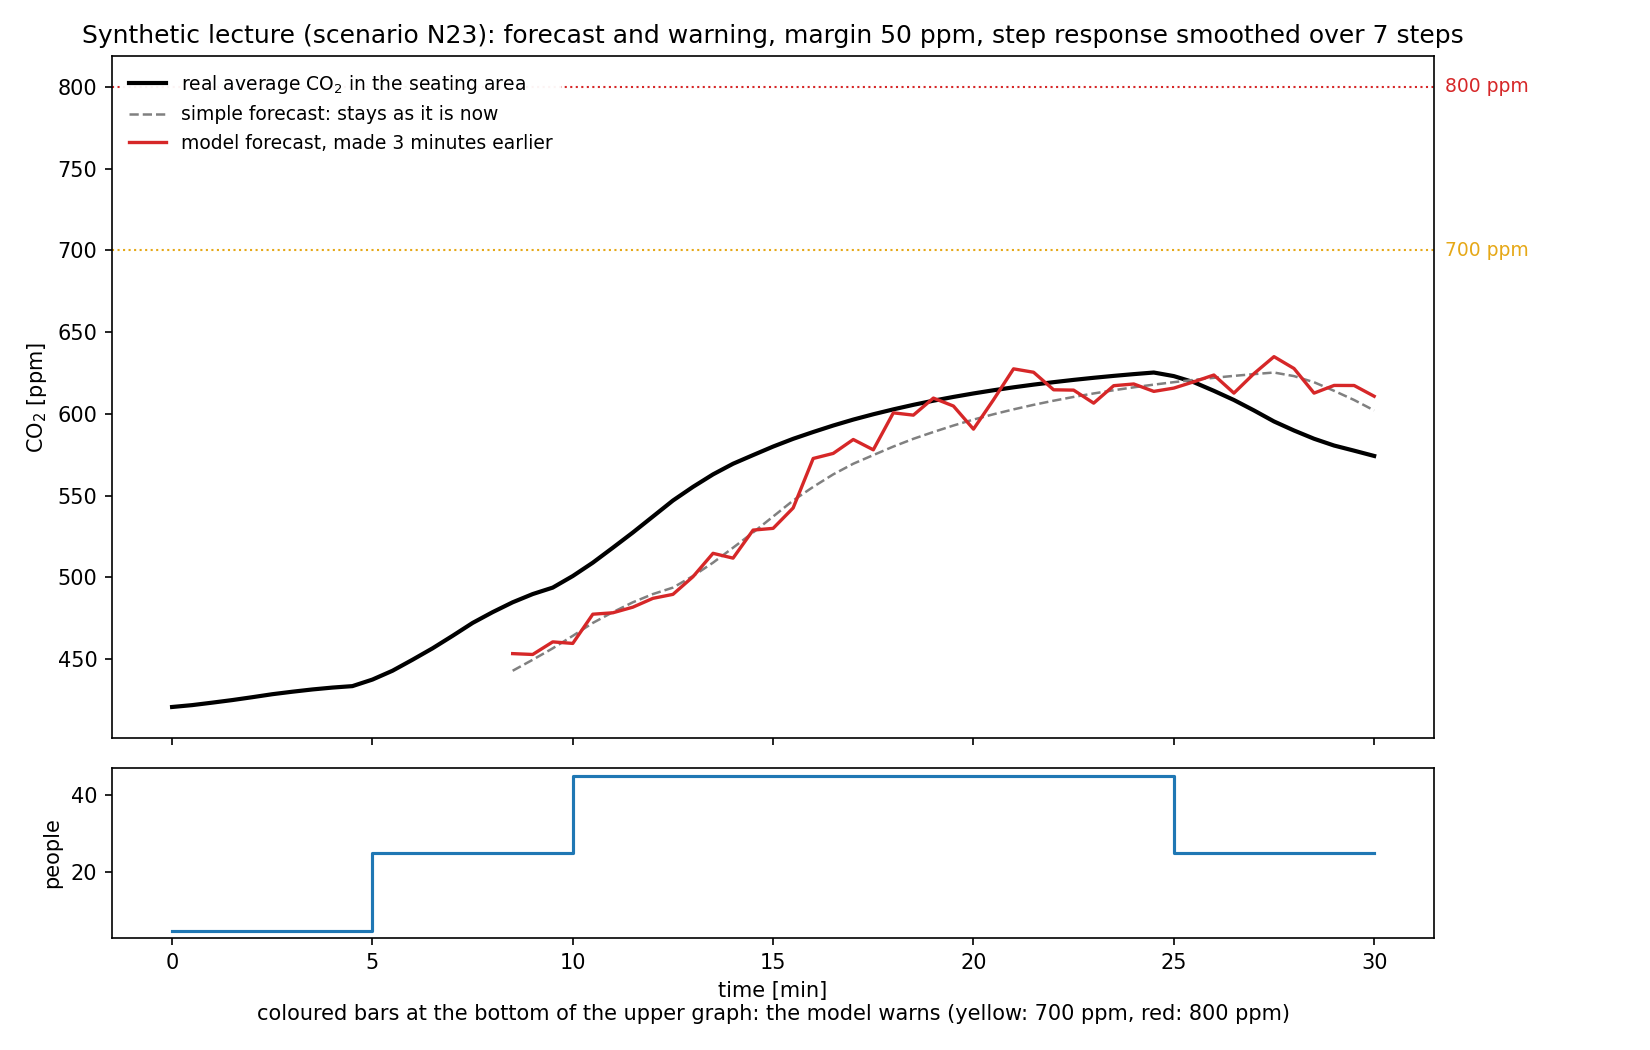 Synthetic lecture (scenario N23): forecast and warning, margin 50 ppm, step response smoothed over 7 steps
real average CO₂ in the seating area
simple forecast: stays as it is now
model forecast, made 3 minutes earlier
800 ppm
700 ppm
CO₂ [ppm]
800
750
700
650
600
550
500
450
people
40
20
0
5
10
15
20
25
30
time [min]
coloured bars at the bottom of the upper graph: the model warns (yellow: 700 ppm, red: 800 ppm)